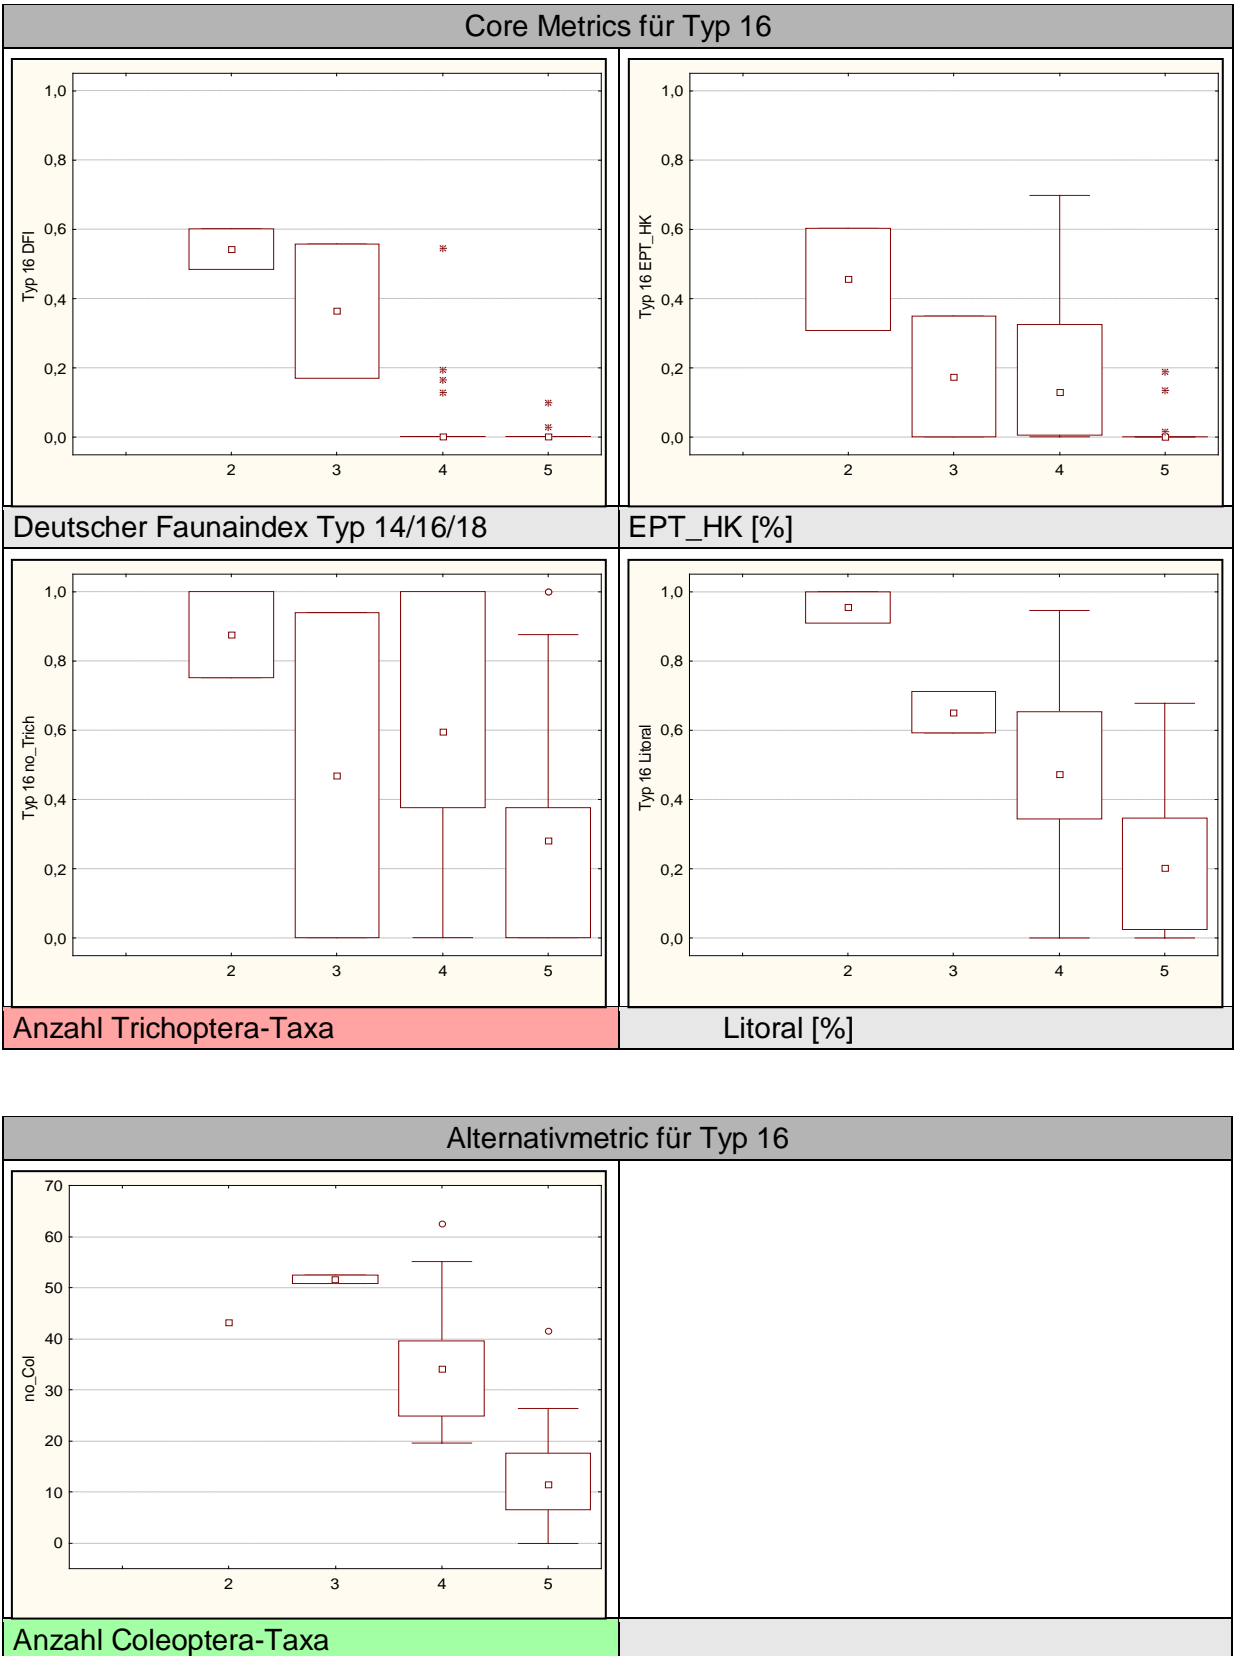 Core Metrics für Typ 16
1,0
0,8
0,6
0,4
0,2
0,0
Typ 16 DFI
2 3 4 5
1,0
0,8
0,6
0,4
0,2
0,0
Typ 16 EPT_HK
2 3 4 5
Deutscher Faunaindex Typ 14/16/18
EPT_HK [%]
1,0
0,8
0,6
0,4
0,2
0,0
Typ 16 no_Trich
2 3 4 5
1,0
0,8
0,6
0,4
0,2
0,0
Typ 16 Litoral
2 3 4 5
Anzahl Trichoptera-Taxa
Litoral [%]
Alternativmetric für Typ 16
70
60
50
40
30
20
10
0
no_Col
2 3 4 5
Anzahl Coleoptera-Taxa